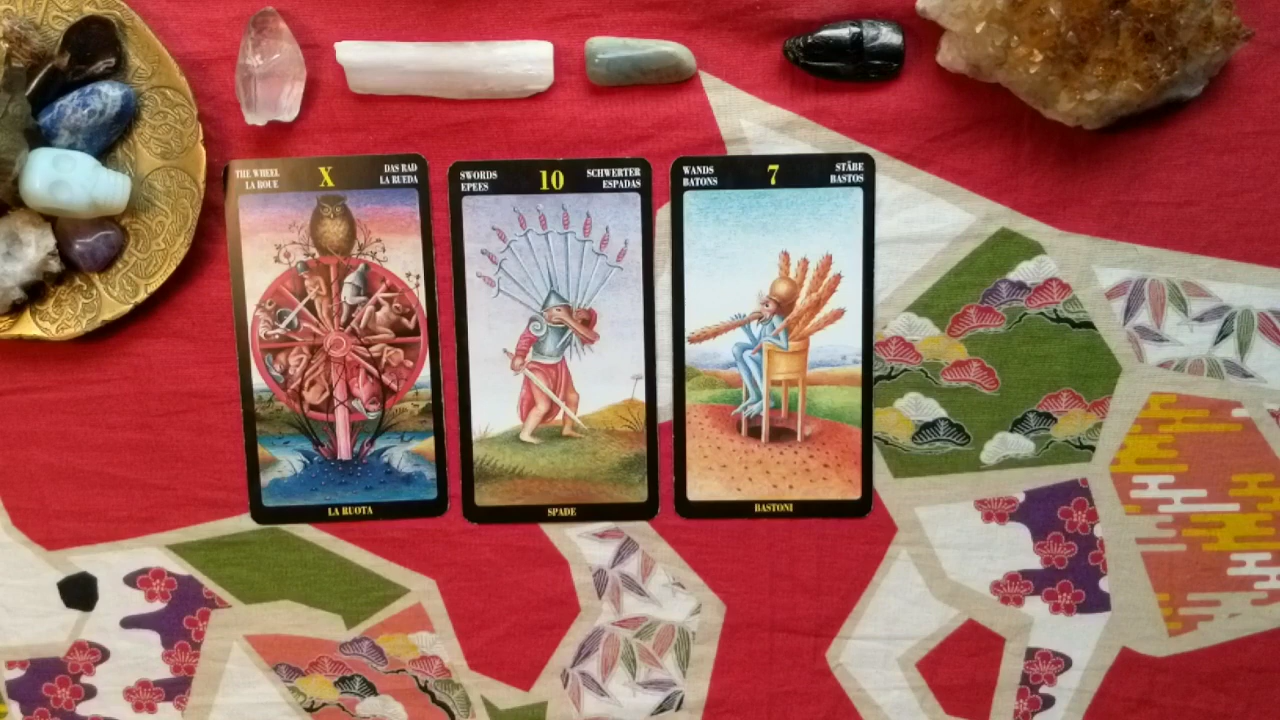 THE WHEEL
LA ROUE
X
DAS RAD
LA RUEDA
LA RUOTA
SWORDS
EPEES
10
SCHWERTER
ESPADAS
SPADE
WANDS
BATONS
7
STÄBE
BASTOS
BASTONI